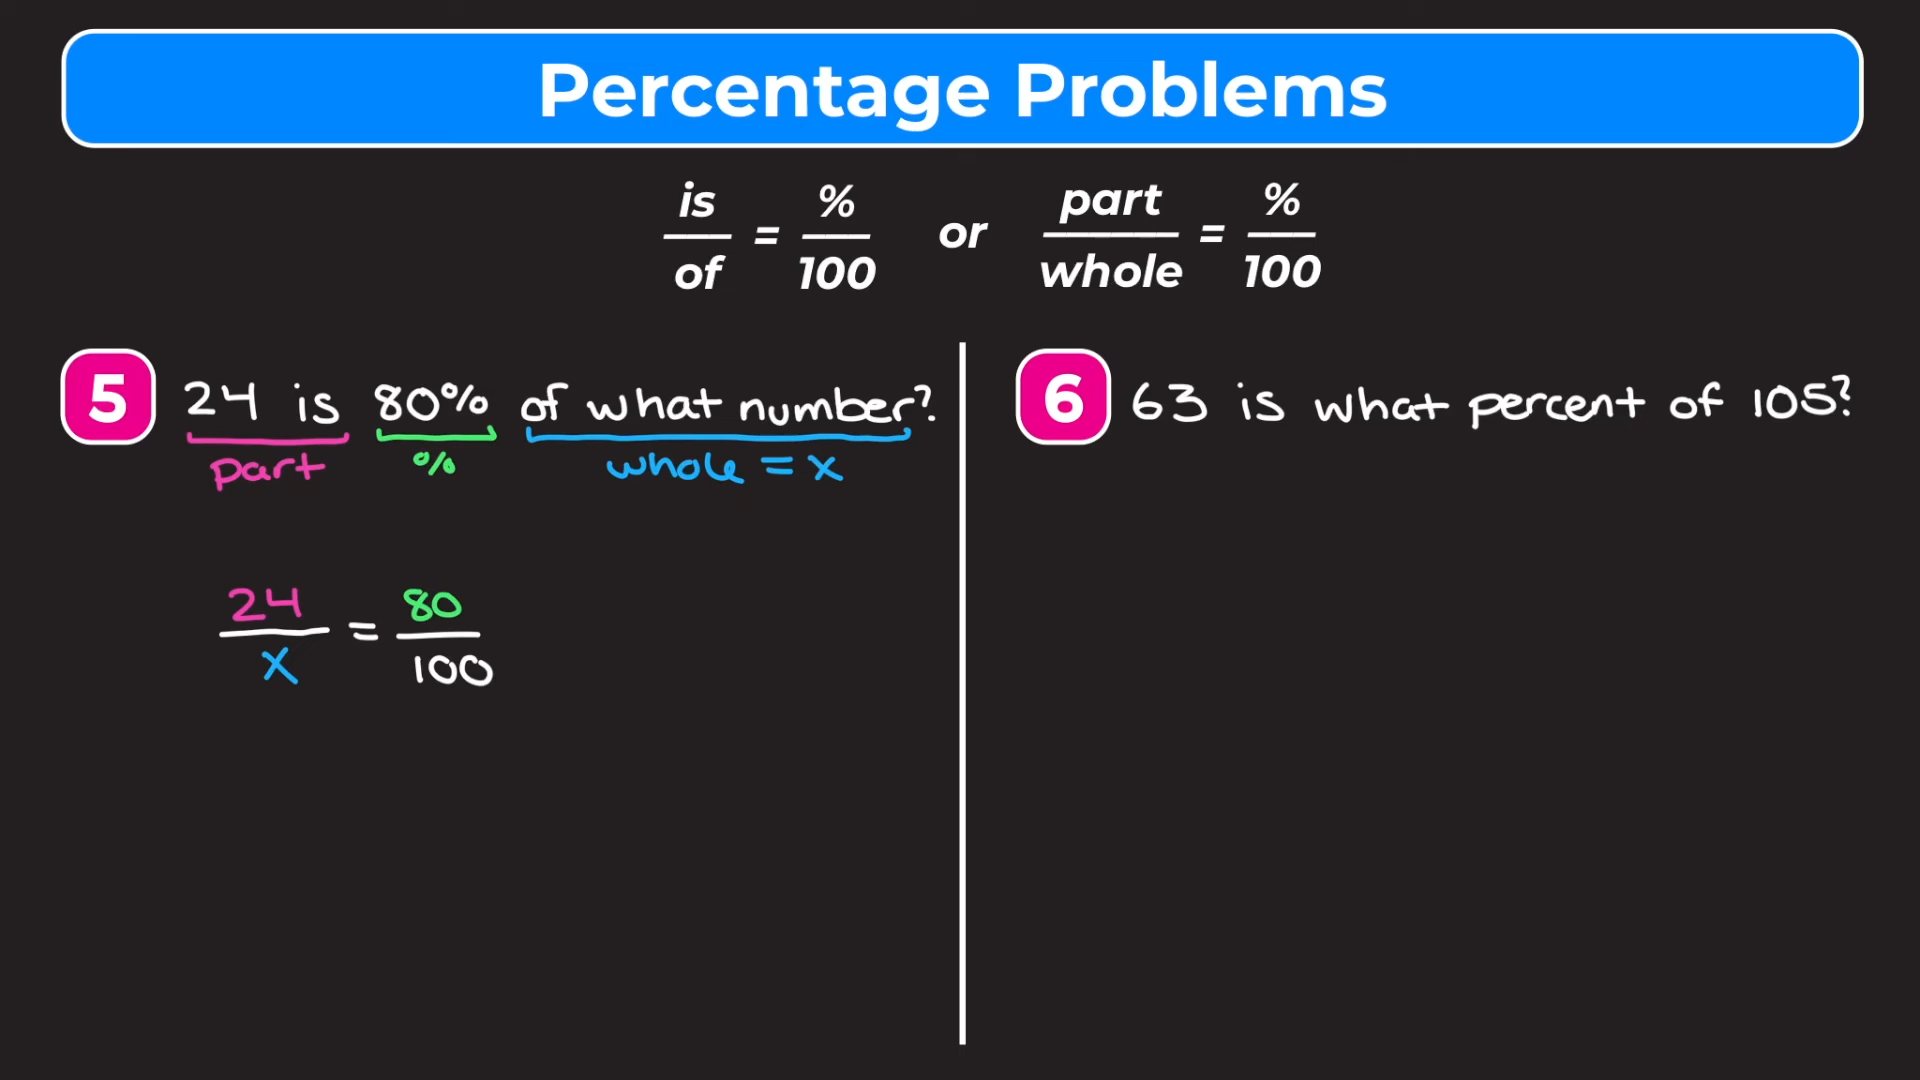 Percentage Problems
is/of = %/100 or part/whole = %/100
5 24 is 80% of what number?
part % whole = x
24/x = 80/100
6 63 is what percent of 105?